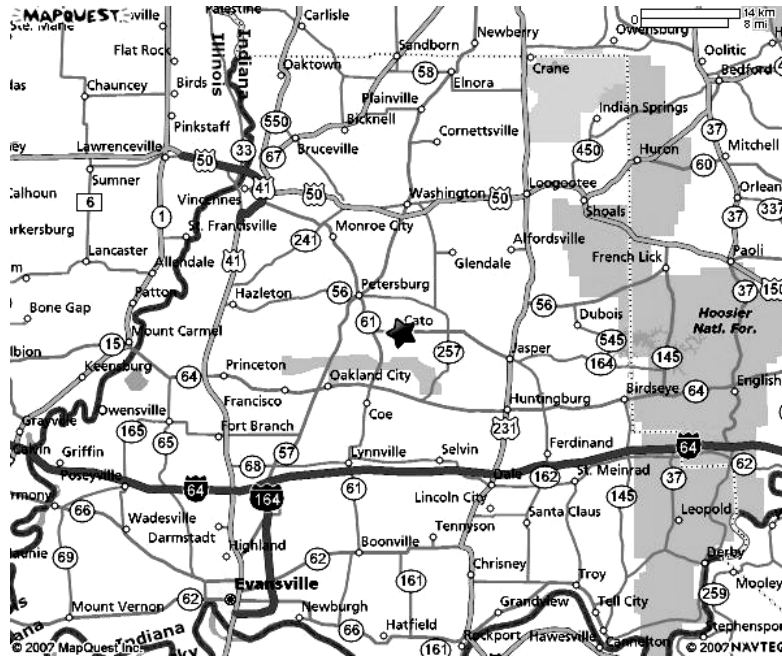 MAPQUEST
Palestine
Carlisle
14 km
0
8 mi
Flat Rock
Illinois
Indiana
Sandborn
Newberry
Owensburg
Oolitic
Oaktown
58
Elnora
Crane
Bedford
Chauncey
Birds
Plainville
Indian Springs
Pinkstaff
550
Bicknell
Cornettsville
37
Lawrenceville
33
67
Bruceville
450
Huron
Mitchell
50
60
Sumner
Vincennes
41
50
Washington
50
Loogootee
Shoals
Orlean
337
6
1
St. Francisville
37
241
Monroe City
Lancaster
Allendale
41
Glendale
Alfordsville
French Lick
Paoli
Patton
Hazleton
56
Petersburg
56
37
150
Bone Gap
Cato
Dubois
Hoosier
Natl. For.
15
Mount Carmel
61
545
257
Jasper
164
145
Keensburg
64
Princeton
Oakland City
Birdseye
64
English
Francisco
Huntingburg
Owensville
Coe
Grayville
165
65
Fort Branch
231
Calvin
Griffin
57
Lynnville
Selvin
Ferdinand
64
62
Poseyville
68
64
164
Dale
162
St. Meinrad
61
Lincoln City
145
37
66
Wadesville
Tennyson
Santa Claus
Leopold
Darmstadt
Highland
62
Boonville
69
Chrisney
Derby
161
Troy
Mooley
Evansville
62
Grandview
Tell City
259
Mount Vernon
Newburgh
66
Hatfield
Stephensport
Indiana
161
Rockport
Hawesville
Cannelton
© 2007 MapQuest Inc.
© 2007 NAVTEQ